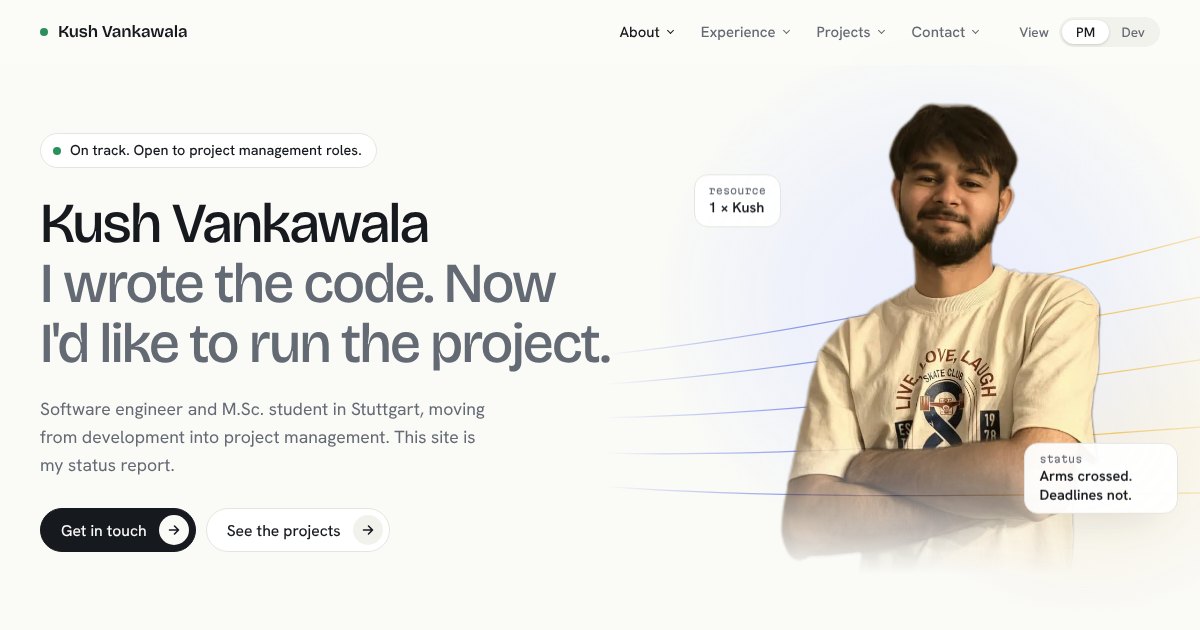 Kush Vankawala
About
Experience
Projects
Contact
View
PM
Dev
On track. Open to project management roles.
Kush Vankawala
I wrote the code. Now
I'd like to run the project.
Software engineer and M.Sc. student in Stuttgart, moving
from development into project management. This site is
my status report.
Get in touch →
See the projects →
resource
1 × Kush
LIVE, LOVE, LAUGH
SKATE CLUB
ES
19
78
status
Arms crossed.
Deadlines not.